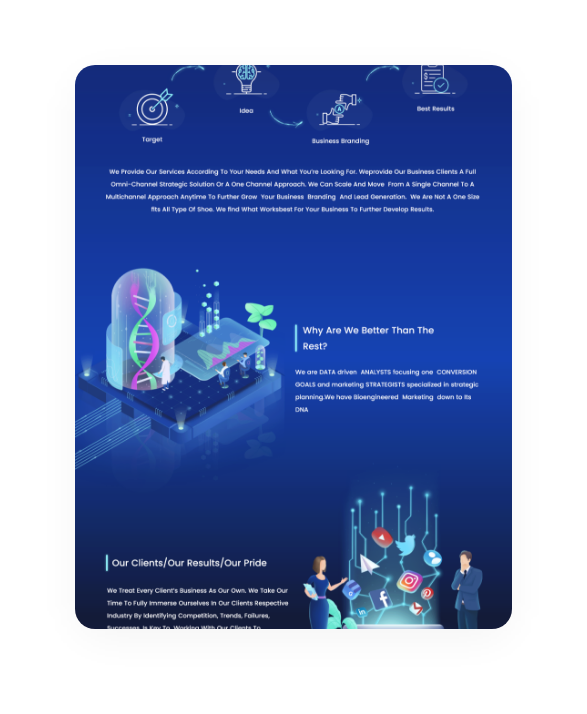 Target
Idea
Business Branding
Best Results
We Provide Our Services According To Your Needs And What You're Looking For. Weprovide Our Business Clients A Full
Omni-Channel Strategic Solution Or A One Channel Approach. We Can Scale And Move From A Single Channel To A
Multichannel Approach Anytime To Further Grow Your Business Branding And Lead Generation. We Are Not A One Size
fits All Type Of Shoe. We find What Worksbest For Your Business To Further Develop Results.
Why Are We Better Than The
Rest?
We are DATA driven ANALYSTS focusing one CONVERSION
GOALS and marketing STRATEGISTS specialized in strategic
planning.We have Bioengineered Marketing down to its
DNA
Our Clients/Our Results/Our Pride
We Treat Every Client's Business As Our Own. We Take Our
Time To Fully Immerse Ourselves In Our Clients Respective
Industry By Identifying Competition, Trends, Failures,
Successes Is Key To Working With Our Clients To